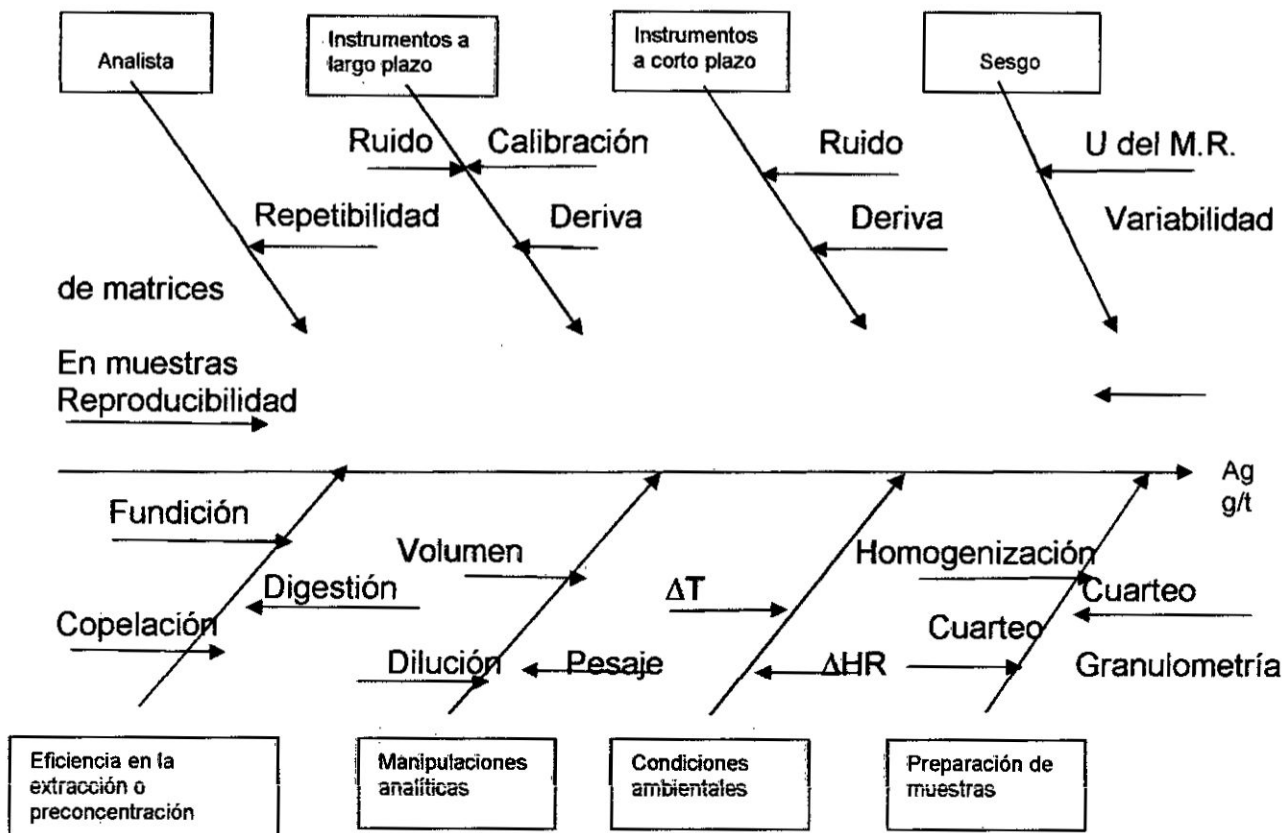 Analista
Instrumentos a
largo plazo
Instrumentos
a corto plazo
Sesgo
Ruido
Calibración
Ruido
U del M.R.
Repetibilidad
Deriva
Deriva
Variabilidad
de matrices
En muestras
Reproducibilidad
Ag
g/t
Fundición
Volumen
Homogenización
Digestión
ΔT
Cuarteo
Copelación
Cuarteo
Dilución
Pesaje
ΔHR
Granulometría
Eficiencia en la
extracción o
preconcentración
Manipulaciones
analíticas
Condiciones
ambientales
Preparación de
muestras